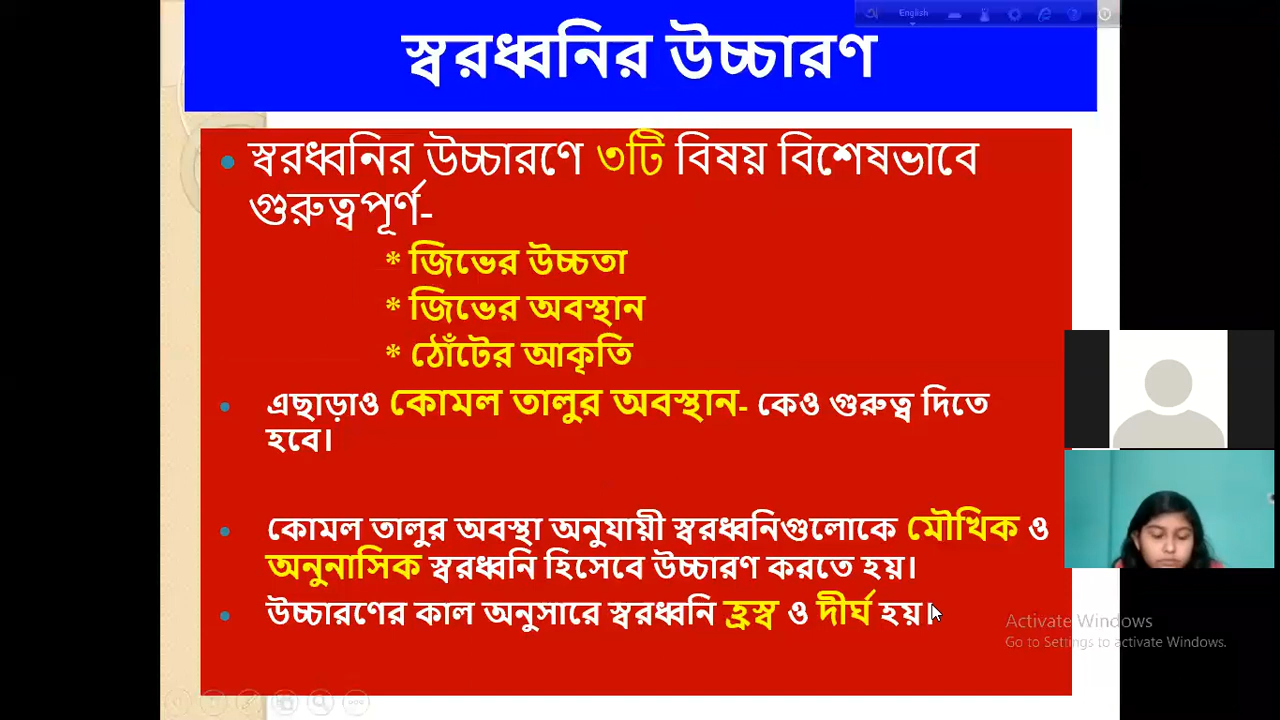 English
স্বরধ্বনির উচ্চারণ
স্বরধ্বনির উচ্চারণে ৩টি বিষয় বিশেষভাবে
গুরুত্বপূর্ণ-
* জিভের উচ্চতা
* জিভের অবস্থান
* ঠোঁটের আকৃতি
এছাড়াও কোমল তালুর অবস্থান- কেও গুরুত্ব দিতে
হবে।
কোমল তালুর অবস্থা অনুযায়ী স্বরধ্বনিগুলোকে মৌখিক ও
অনুনাসিক স্বরধ্বনি হিসেবে উচ্চারণ করতে হয়।
উচ্চারণের কাল অনুসারে স্বরধ্বনি হ্রস্ব ও দীর্ঘ হয়।
Activate Windows
Go to Settings to activate Windows.